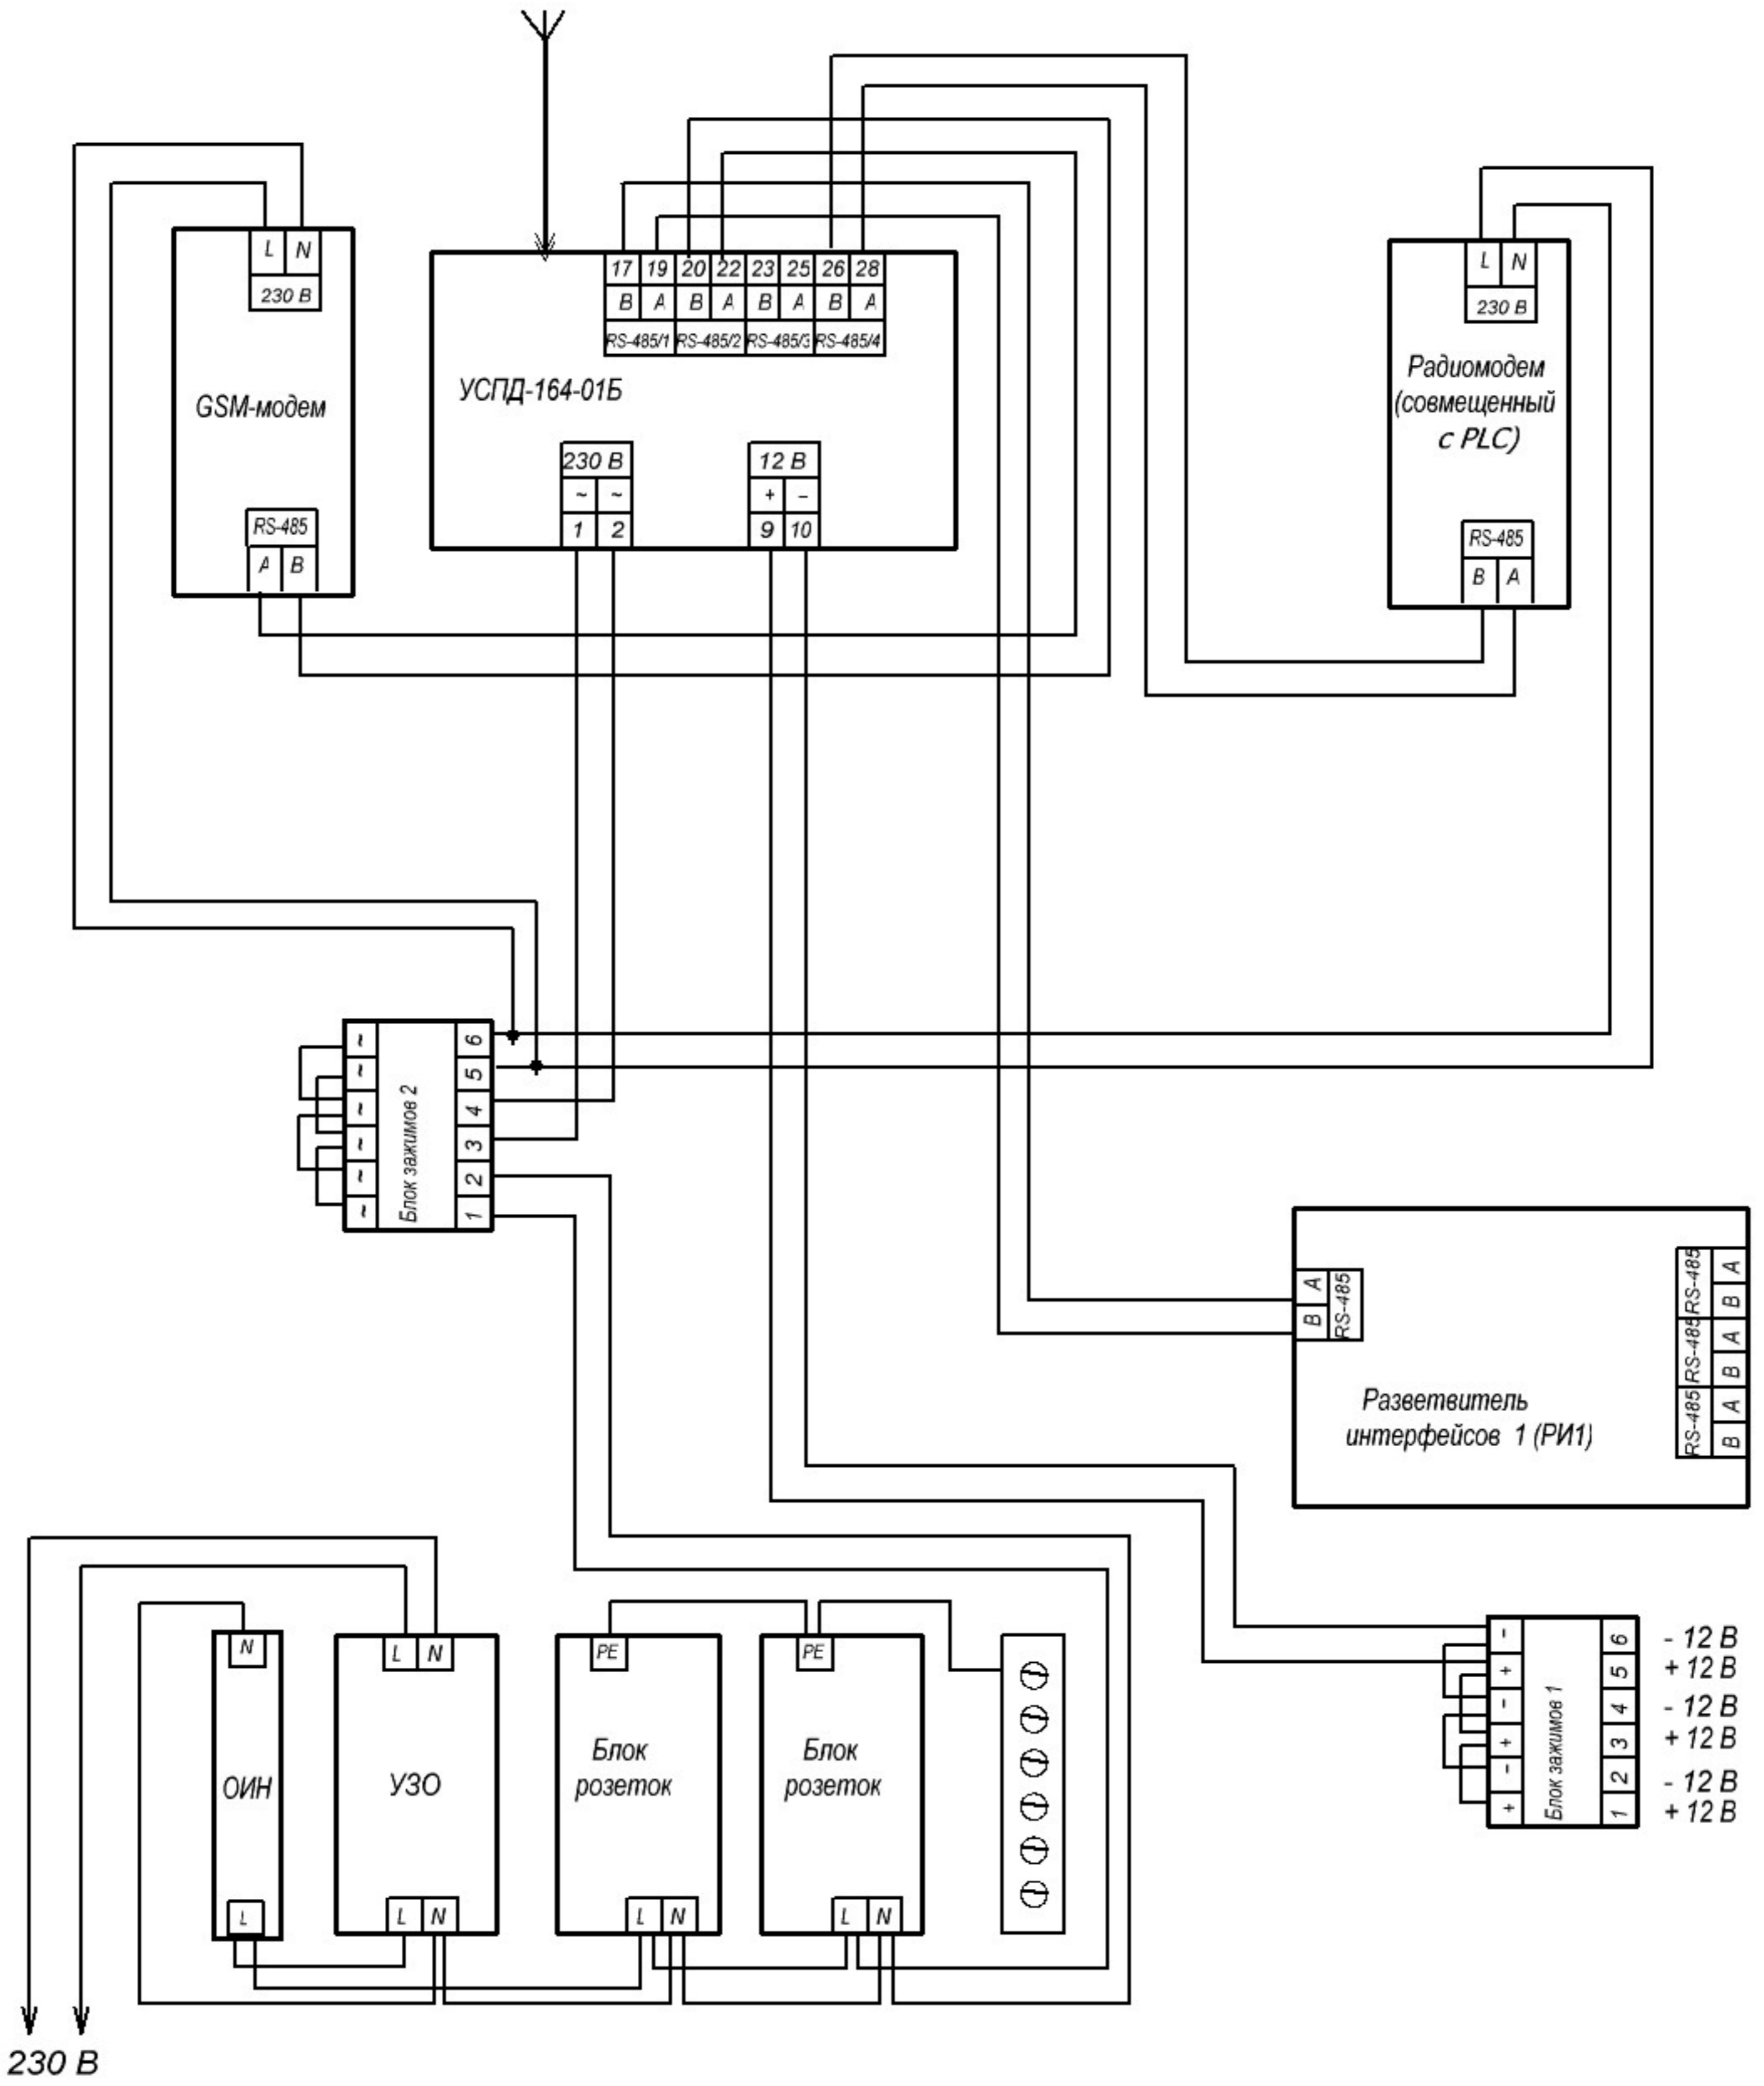 L N
230 В
GSM-модем
RS-485
A B
17 19 20 22 23 25 26 28
B A B A B A B A
RS-485/1 RS-485/2 RS-485/3 RS-485/4
УСПД-164-01Б
230 В
~ ~
1 2
12 В
+ –
9 10
L N
230 В
Радиомодем
(совмещенный
с PLC)
RS-485
B A
~ ~ ~ ~ ~ ~
Блок зажимов 2
6
5
4
3
2
1
A
B
RS-485
RS-485
A
B
RS-485
A
B
RS-485
A
B
Разветвитель
интерфейсов 1 (РИ1)
N
ОИН
L
L N
УЗО
L N
PE
Блок
розеток
L N
PE
Блок
розеток
L N
-
+
-
+
-
+
Блок зажимов 1
6
5
4
3
2
1
- 12 В
+ 12 В
- 12 В
+ 12 В
- 12 В
+ 12 В
230 В